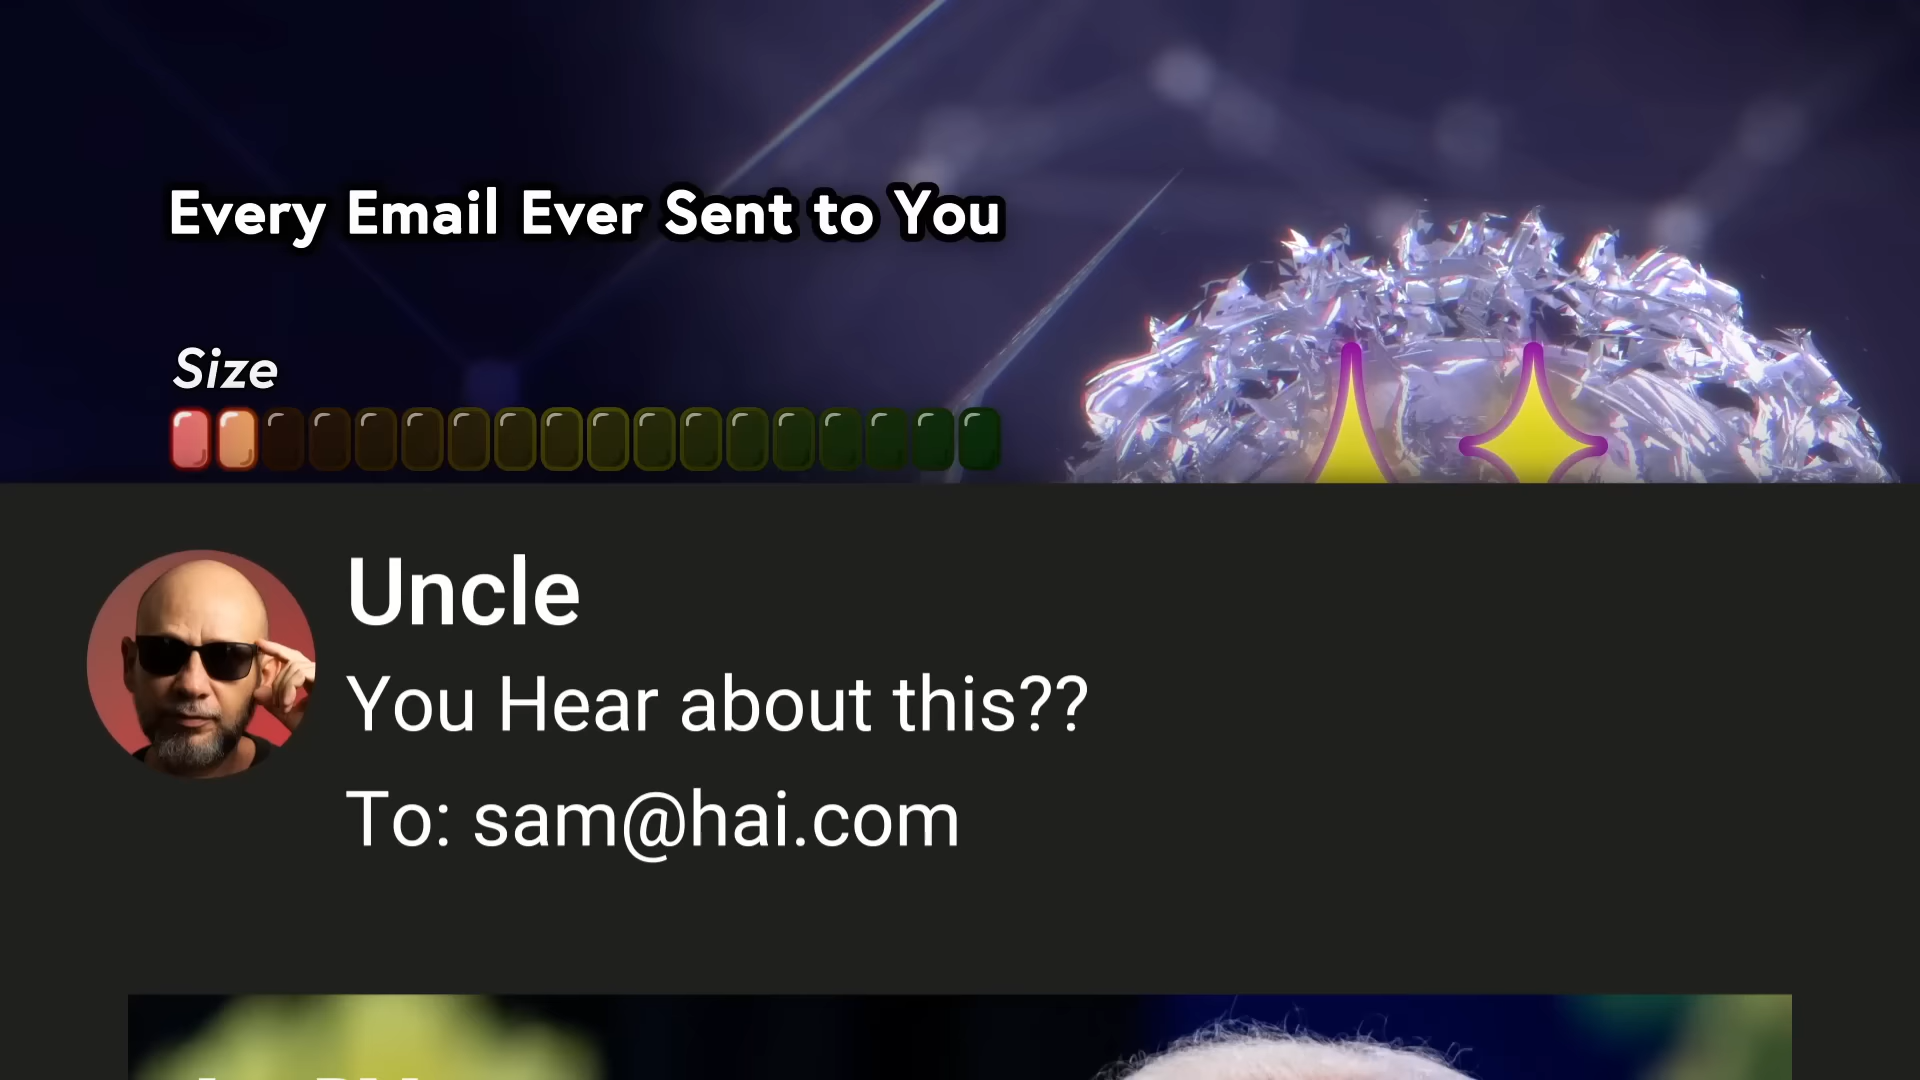 Every Email Ever Sent to You
Size
Uncle
You Hear about this??
To: sam@hai.com